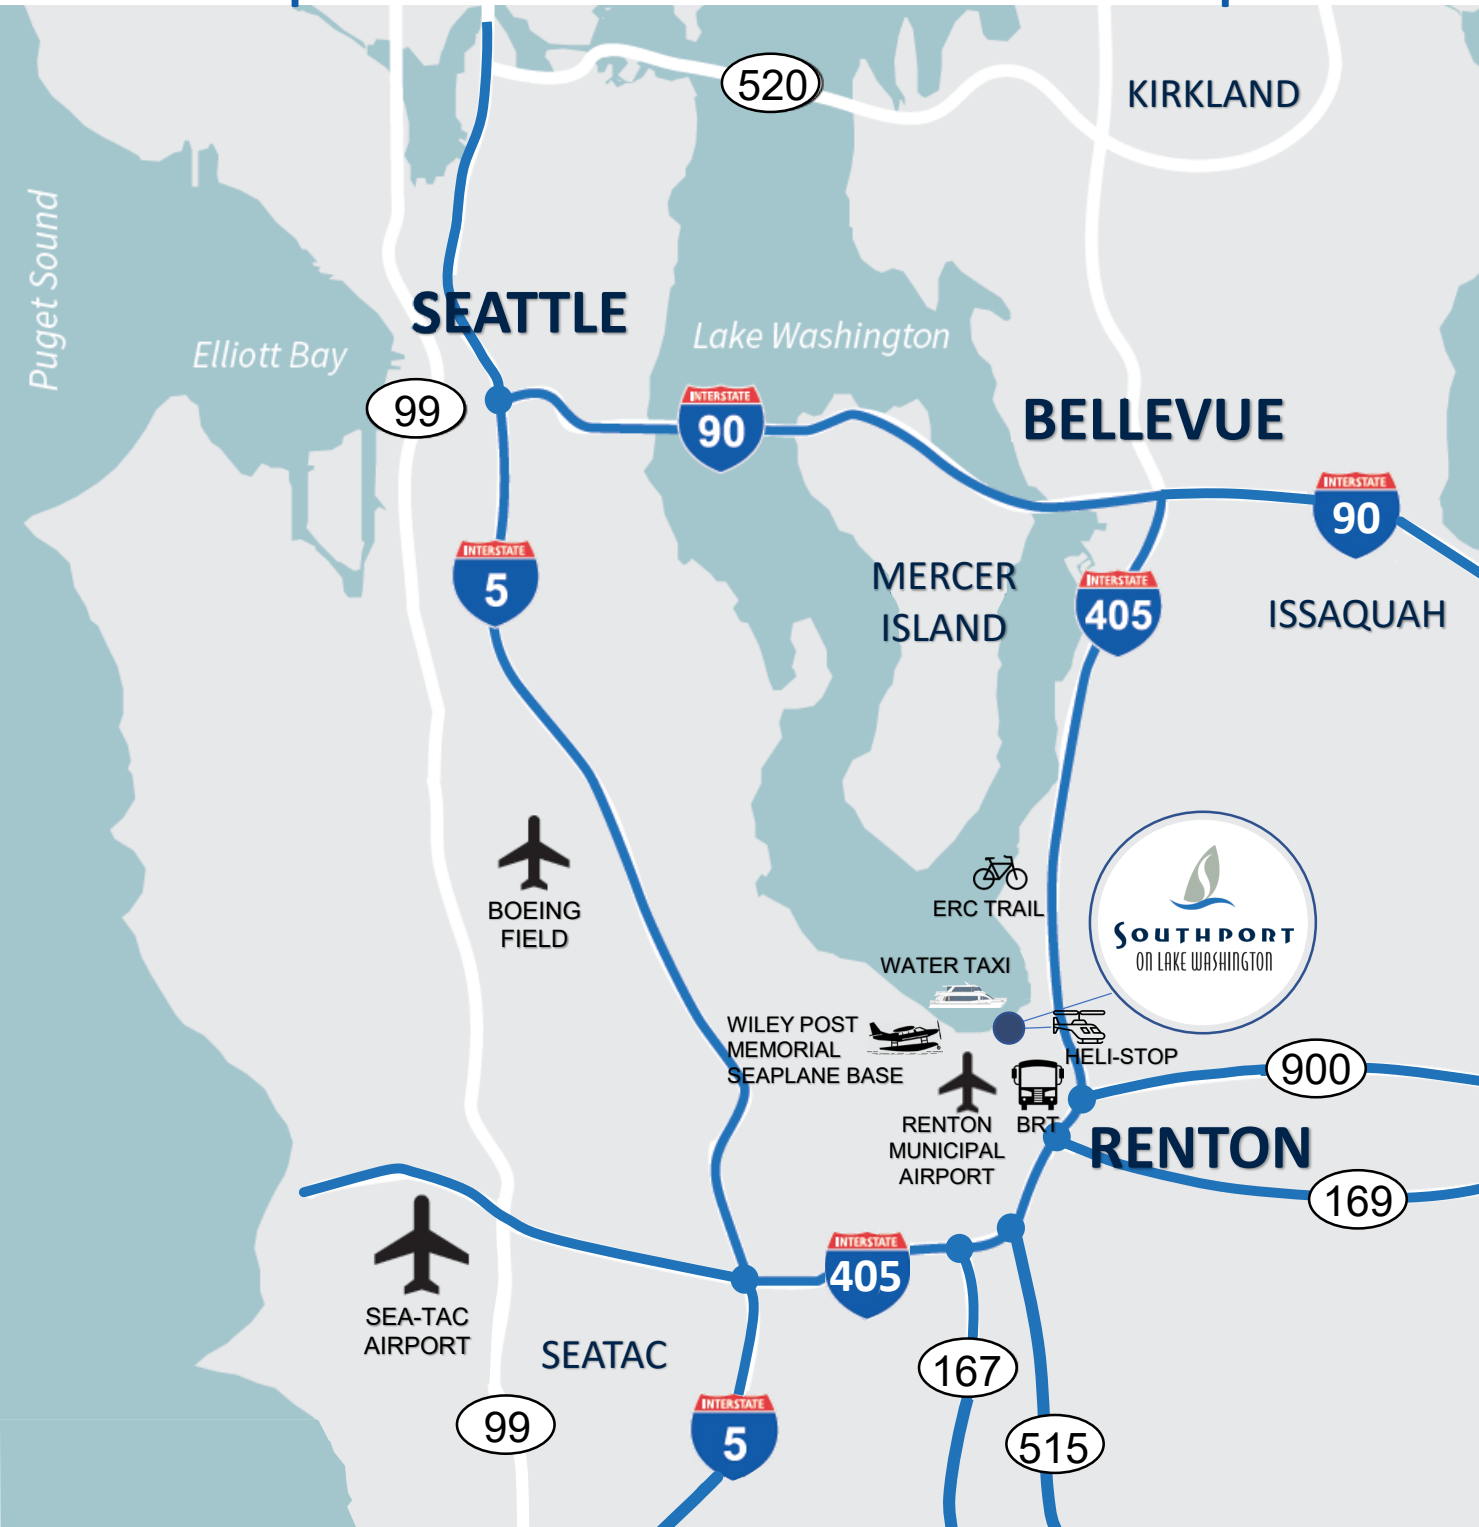 520
KIRKLAND
Puget Sound
SEATTLE
Elliott Bay
Lake Washington
99
INTERSTATE
90
BELLEVUE
INTERSTATE
90
INTERSTATE
5
MERCER
ISLAND
INTERSTATE
405
ISSAQUAH
BOEING
FIELD
ERC TRAIL
SOUTHPORT
ON LAKE WASHINGTON
WATER TAXI
WILEY POST
MEMORIAL
SEAPLANE BASE
HELI-STOP
900
RENTON
MUNICIPAL
AIRPORT
BRT
RENTON
169
INTERSTATE
405
SEA-TAC
AIRPORT
SEATAC
167
99
INTERSTATE
5
515